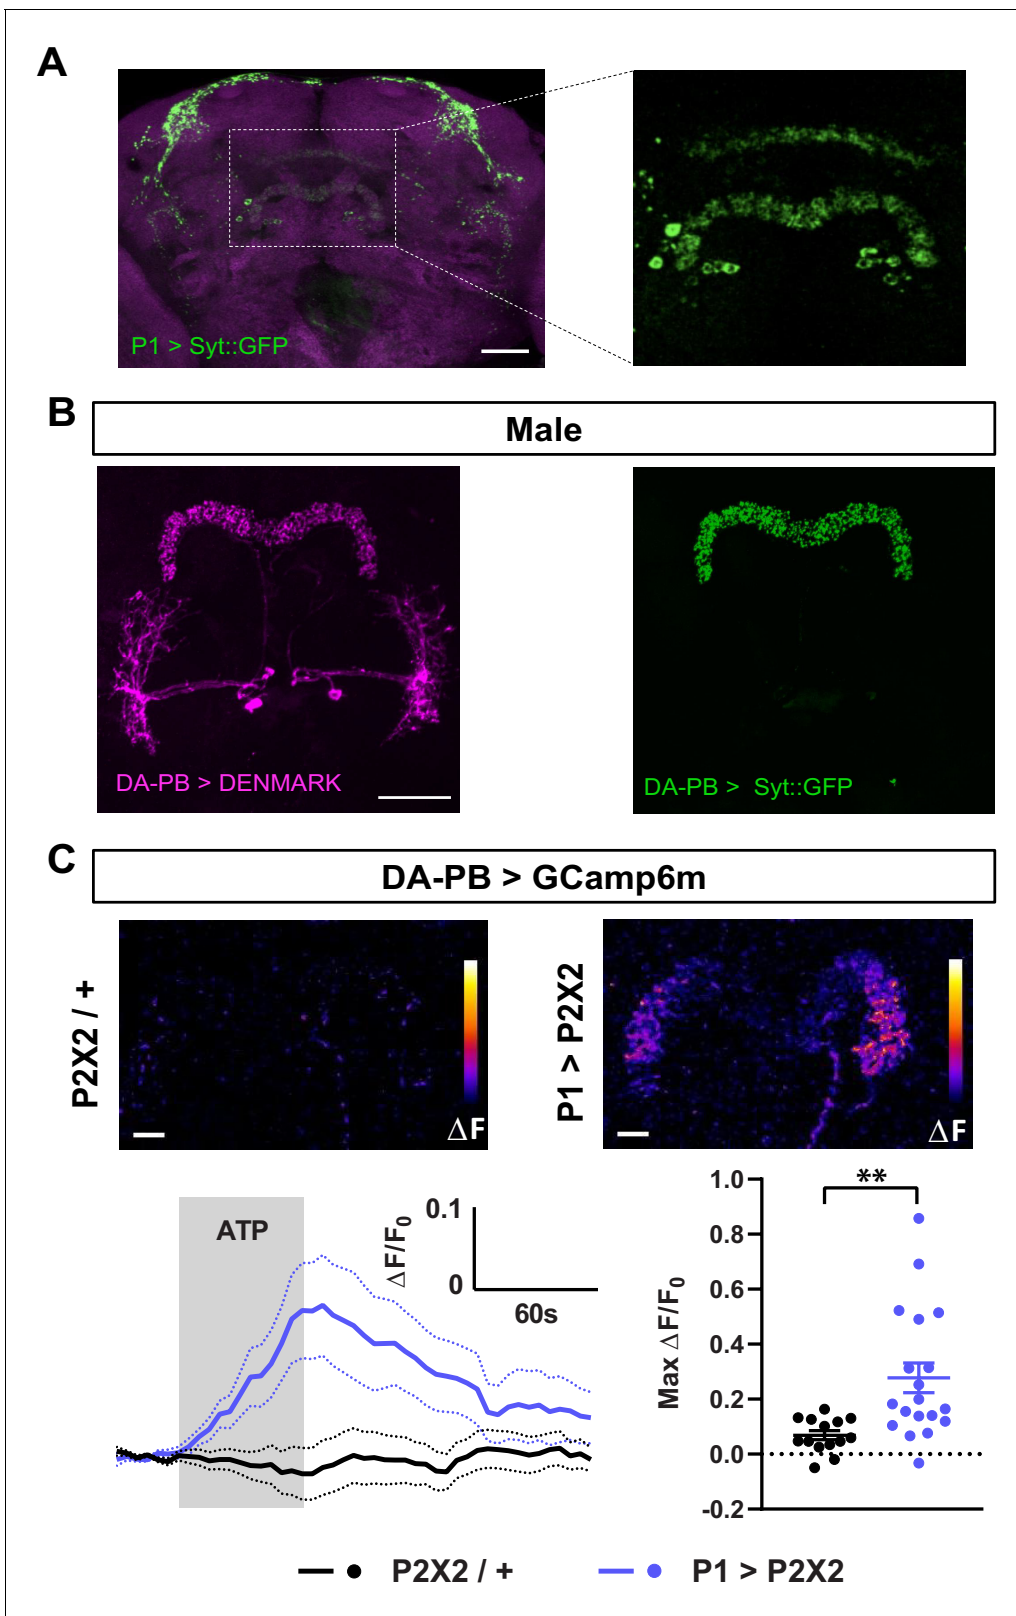 A
P1 > Syt::GFP
B
Male
DA-PB > DENMARK
DA-PB > Syt::GFP
C
DA-PB > GCamp6m
P2X2 / +
ΔF
P1 > P2X2
ΔF
ATP
ΔF/F0
0.1
0
60s
Max ΔF/F0
**
1.0
0.8
0.6
0.4
0.2
0.0
-0.2
P2X2 / +
P1 > P2X2